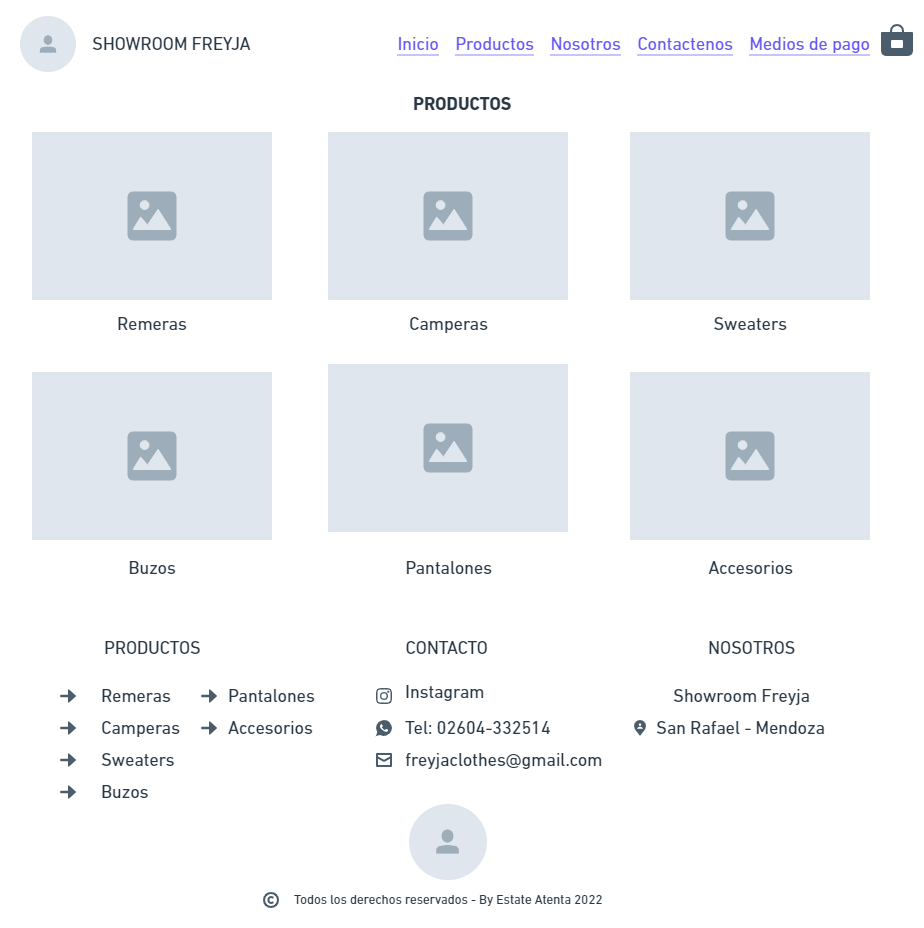 SHOWROOM FREYJA
Inicio Productos Nosotros Contactenos Medios de pago
PRODUCTOS
Remeras
Camperas
Sweaters
Buzos
Pantalones
Accesorios
PRODUCTOS
Remeras
Pantalones
Camperas
Accesorios
Sweaters
Buzos
CONTACTO
Instagram
Tel: 02604-332514
freyjaclothes@gmail.com
NOSOTROS
Showroom Freyja
San Rafael - Mendoza
© Todos los derechos reservados - By Estate Atenta 2022